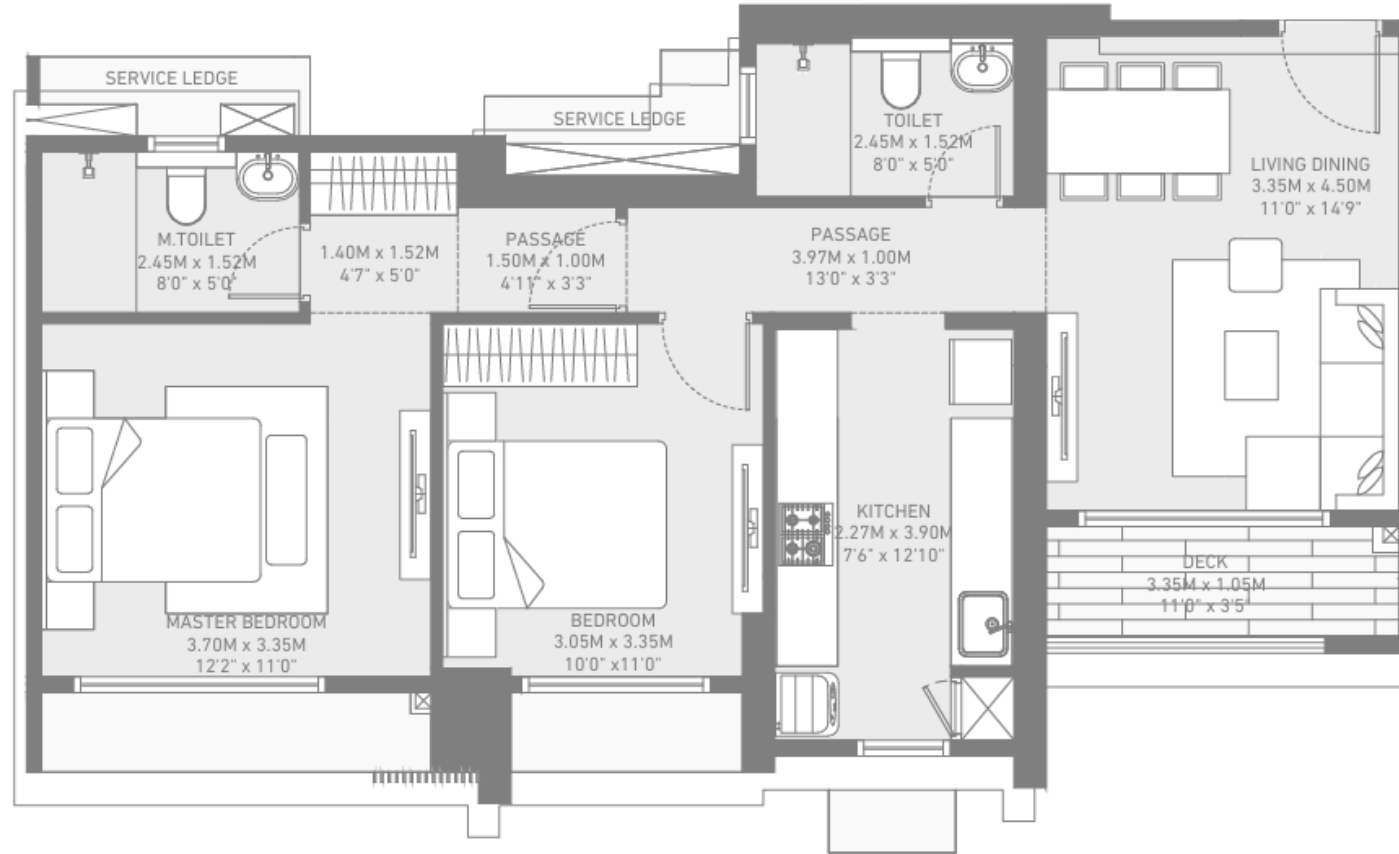 SERVICE LEDGE
SERVICE LEDGE
TOILET
2.45M x 1.52M
8'0" x 5'0"
LIVING DINING
3.35M x 4.50M
11'0" x 14'9"
M.TOILET
2.45M x 1.52M
8'0" x 5'0"
1.40M x 1.52M
4'7" x 5'0"
PASSAGE
1.50M x 1.00M
4'11" x 3'3"
PASSAGE
3.97M x 1.00M
13'0" x 3'3"
KITCHEN
2.27M x 3.90M
7'6" x 12'10"
DECK
3.35M x 1.05M
11'0" x 3'5"
MASTER BEDROOM
3.70M x 3.35M
12'2" x 11'0"
BEDROOM
3.05M x 3.35M
10'0 x11'0"